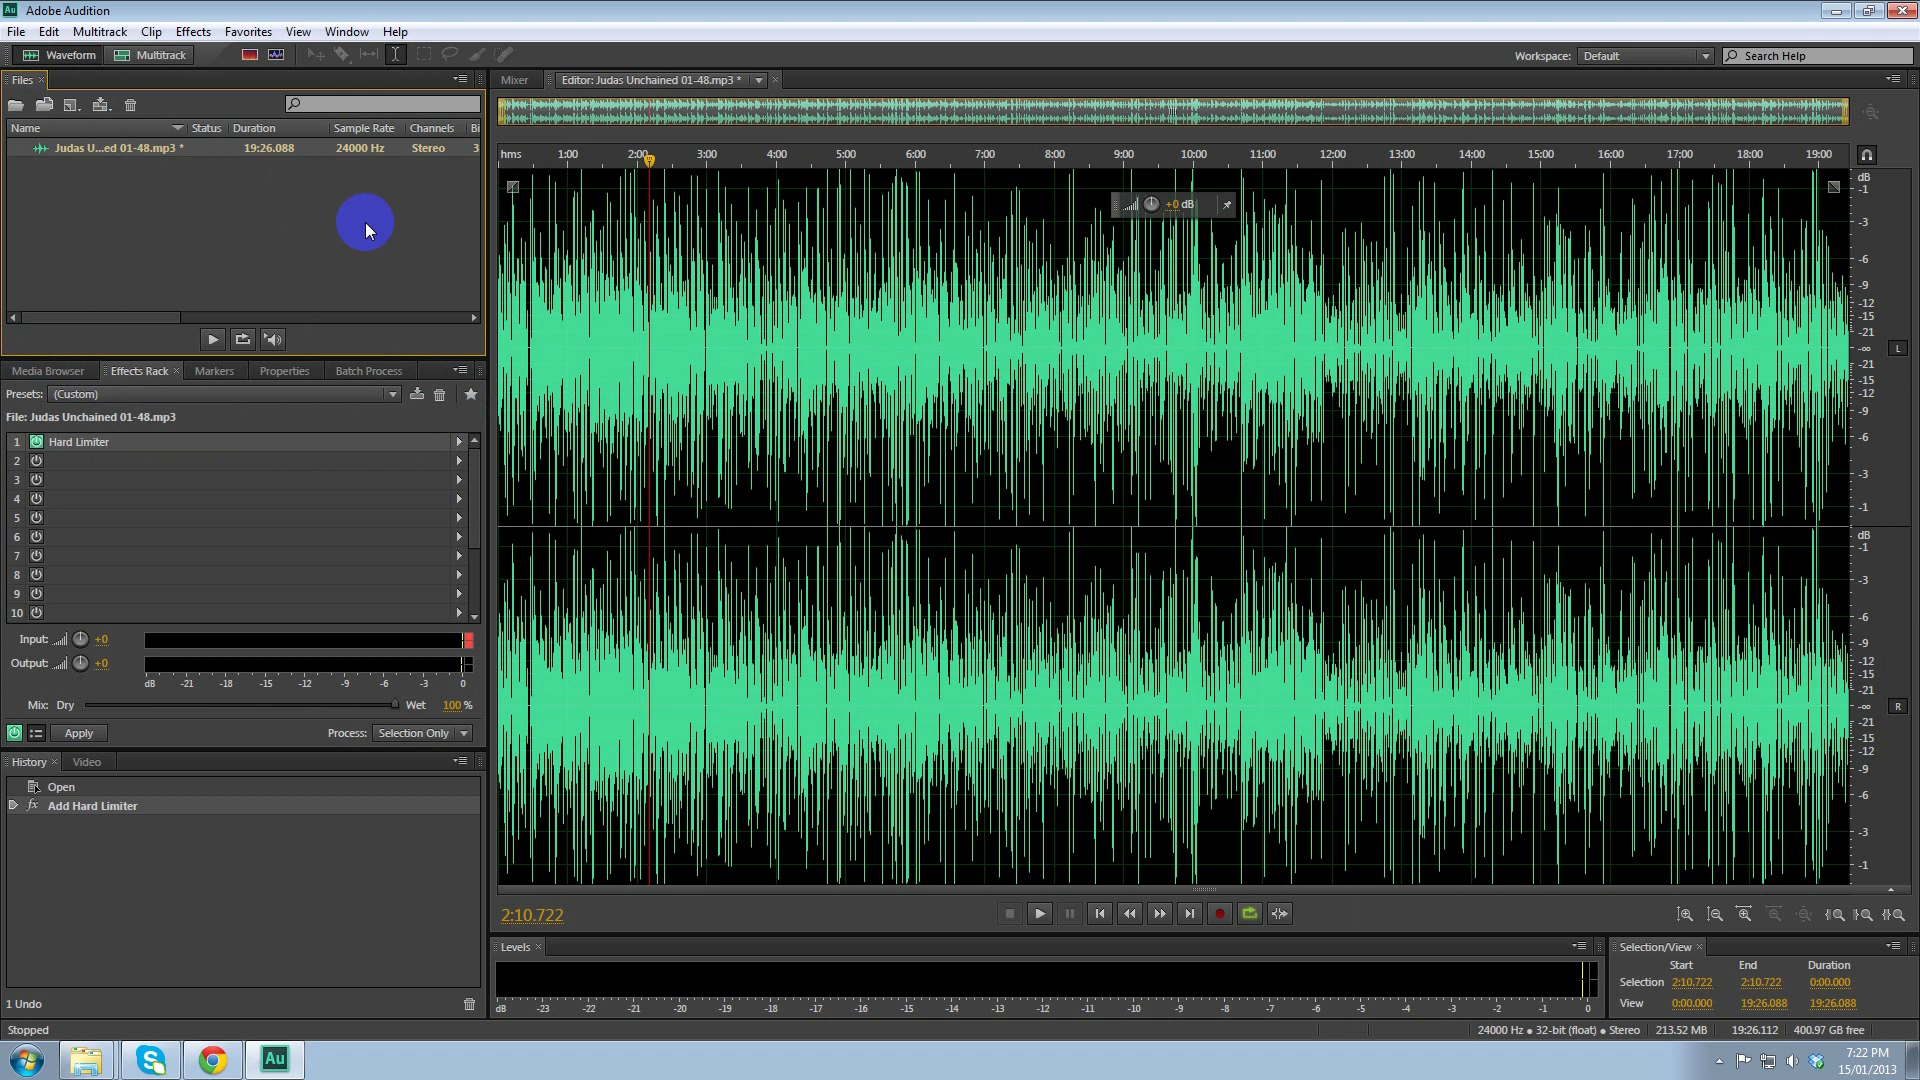 Au Adobe Audition
File Edit Multitrack Clip Effects Favorites View Window Help
Waveform Multitrack Workspace: Default Search Help
Files ×
Name Status Duration Sample Rate Channels Bi
Judas U...ed 01-48.mp3 * 19:26.088 24000 Hz Stereo 3
Media Browser Effects Rack × Markers Properties Batch Process
Presets: (Custom)
File: Judas Unchained 01-48.mp3
1 Hard Limiter
2
3
4
5
6
7
8
9
10
Input: +0
Output: +0
dB -21 -18 -15 -12 -9 -6 -3 0
Mix: Dry Wet 100 %
Apply Process: Selection Only
History × Video
Open
fx Add Hard Limiter
1 Undo
Stopped
Mixer Editor: Judas Unchained 01-48.mp3 * ×
hms 1:00 2:00 3:00 4:00 5:00 6:00 7:00 8:00 9:00 10:00 11:00 12:00 13:00 14:00 15:00 16:00 17:00 18:00 19:00
+0 dB
dB
-1
-3
-6
-9
-12
-15
-21
-∞ L
-21
-15
-12
-9
-6
-3
-1
dB
-1
-3
-6
-9
-12
-15
-21
-∞ R
-21
-15
-12
-9
-6
-3
-1
2:10.722
Levels ×
dB -23 -22 -21 -20 -19 -18 -17 -16 -15 -14 -13 -12 -11 -10 -9 -8 -7 -6 -5 -4 -3 -2 -1 0
Selection/View ×
Start End Duration
Selection 2:10.722 2:10.722 0:00.000
View 0:00.000 19:26.088 19:26.088
24000 Hz ● 32-bit (float) ● Stereo 213.52 MB 19:26.112 400.97 GB free
Au
7:22 PM
15/01/2013